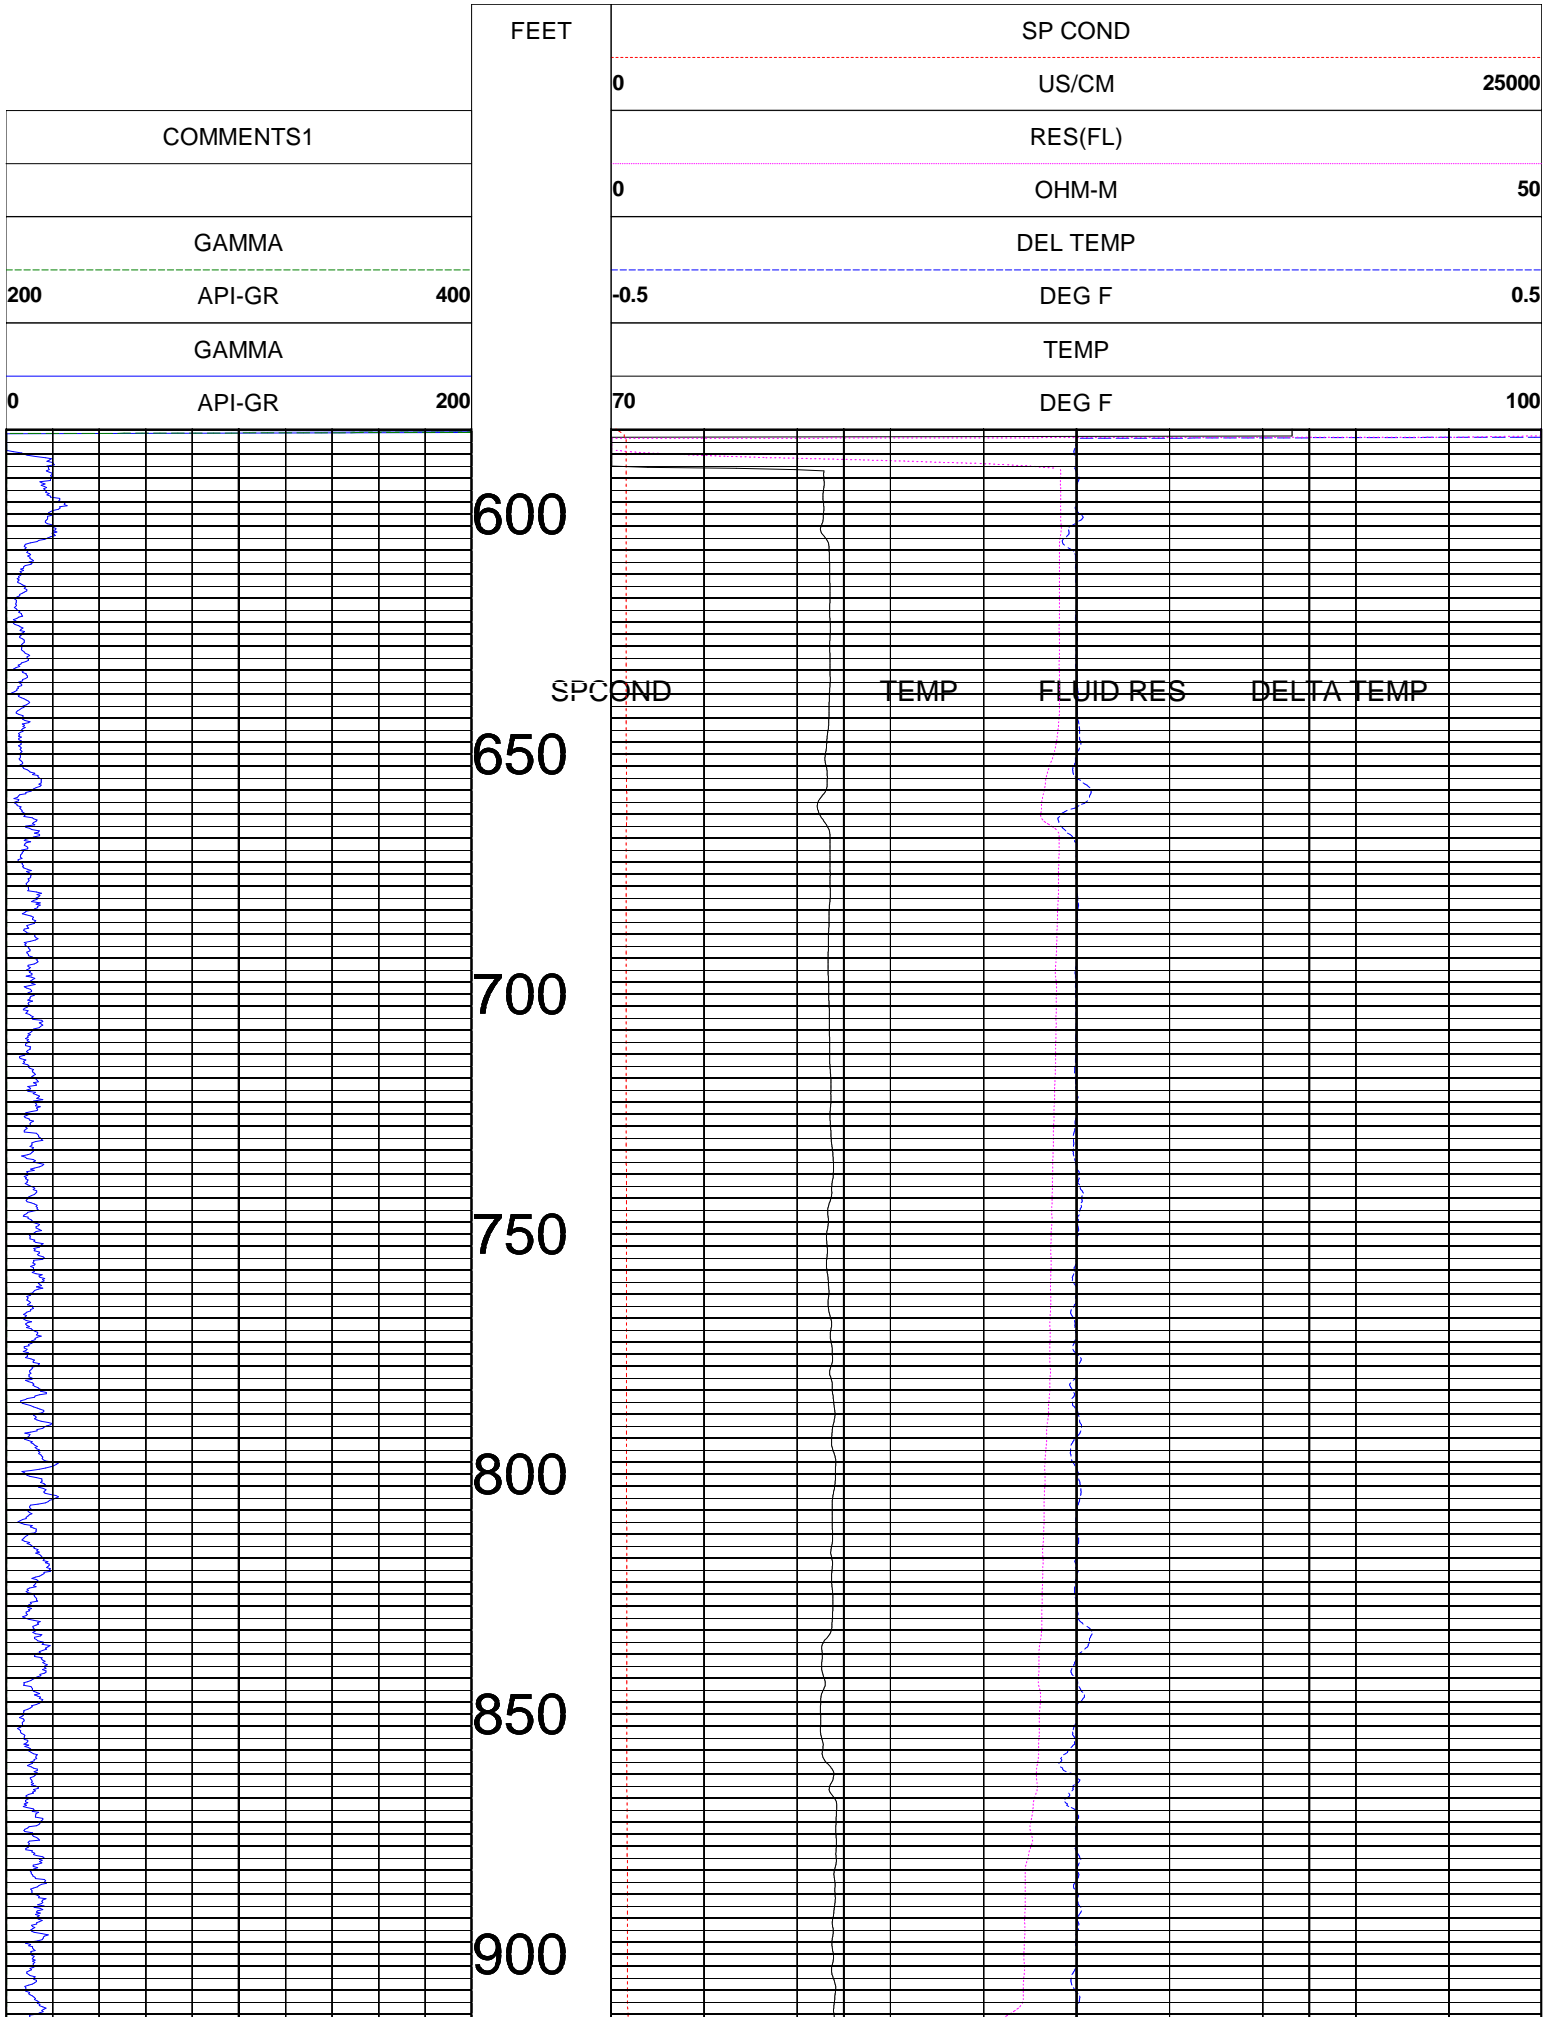 FEET
SP COND
0 US/CM 25000
COMMENTS1
RES(FL)
0 OHM-M 50
GAMMA
DEL TEMP
200 API-GR 400
-0.5 DEG F 0.5
GAMMA
TEMP
0 API-GR 200
70 DEG F 100
600
SPCOND TEMP FLUID RES DELTA TEMP
650
700
750
800
850
900